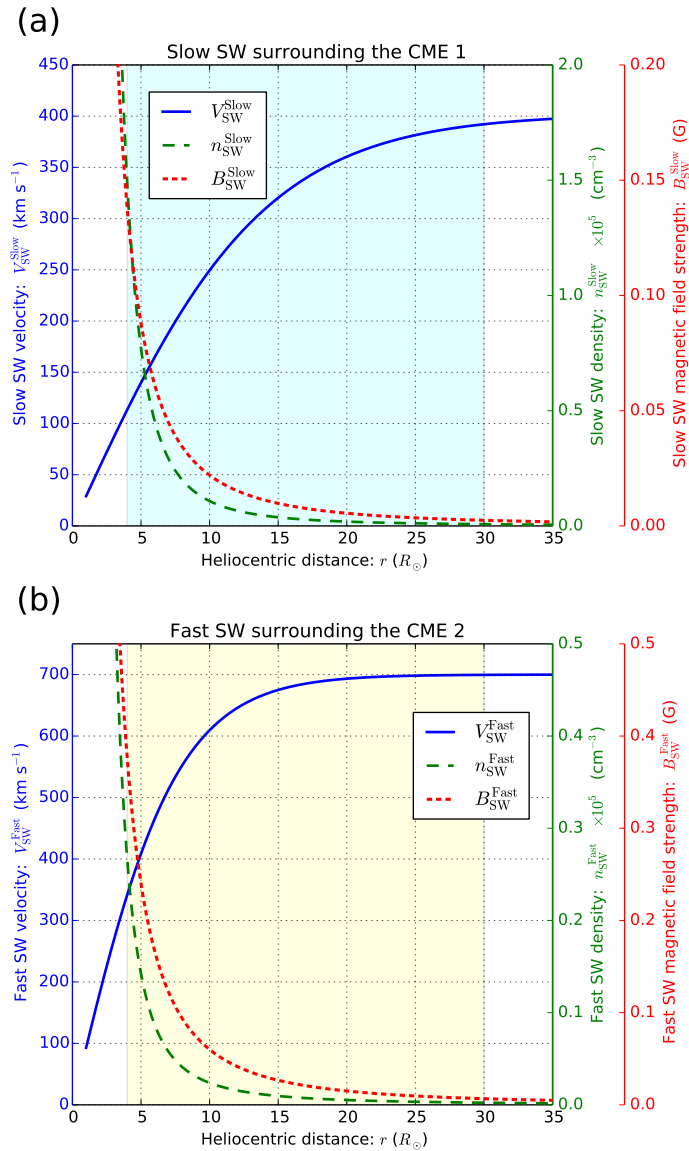 (a)
Slow SW surrounding the CME 1
450
400
350
300
250
200
150
100
50
0
Slow SW velocity: V_SW^Slow (km s⁻¹)
V_SW^Slow
n_SW^Slow
B_SW^Slow
2.0
1.5
1.0
0.5
0.0
Slow SW density: n_SW^Slow ×10⁵ (cm⁻³)
0.20
0.15
0.10
0.05
0.00
Slow SW magnetic field strength: B_SW^Slow (G)
0 5 10 15 20 25 30 35
Heliocentric distance: r (R_⊙)
(b)
Fast SW surrounding the CME 2
700
600
500
400
300
200
100
0
Fast SW velocity: V_SW^Fast (km s⁻¹)
V_SW^Fast
n_SW^Fast
B_SW^Fast
0.5
0.4
0.3
0.2
0.1
0.0
Fast SW density: n_SW^Fast ×10⁵ (cm⁻³)
0.5
0.4
0.3
0.2
0.1
0.0
Fast SW magnetic field strength: B_SW^Fast (G)
0 5 10 15 20 25 30 35
Heliocentric distance: r (R_⊙)